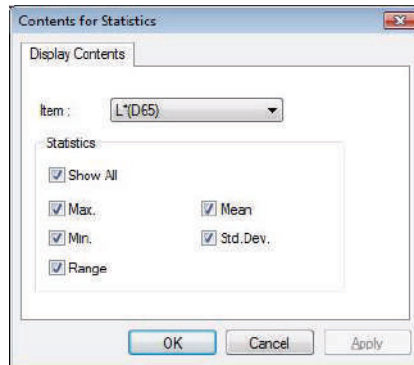 Contents for Statistics
Display Contents
Item : L*(D65)
Statistics
Show All
Max. Mean
Min. Std.Dev.
Range
OK Cancel Apply